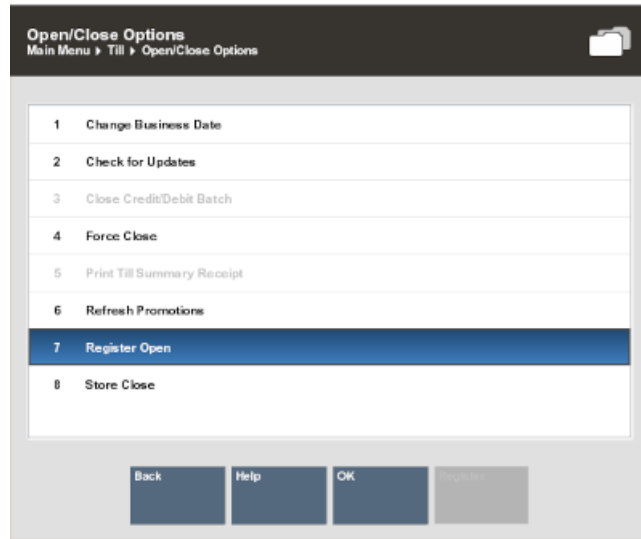 Open/Close Options
Main Menu ▸ Till ▸ Open/Close Options
1 Change Business Date
2 Check for Updates
3 Close Credit/Debit Batch
4 Force Close
5 Print Till Summary Receipt
6 Refresh Promotions
7 Register Open
8 Store Close
Back Help OK Register